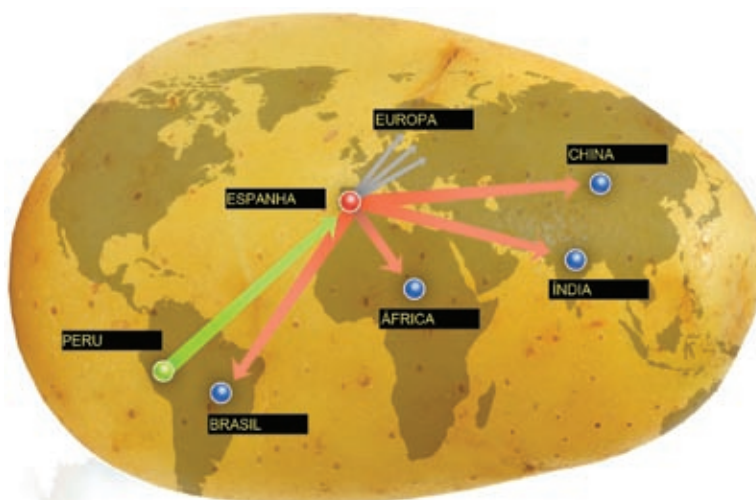 EUROPA
CHINA
ESPANHA
ÍNDIA
ÁFRICA
PERU
BRASIL